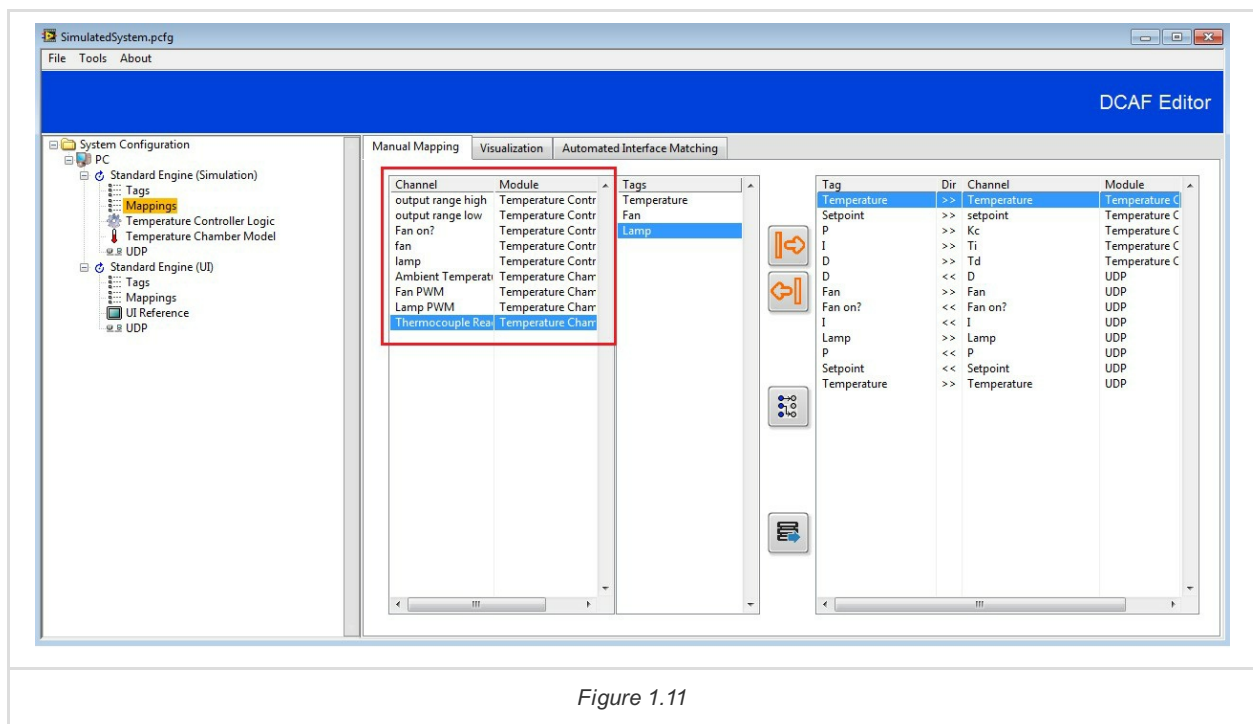 SimulatedSystem.pcfg
File Tools About
DCAF Editor
System Configuration
PC
Standard Engine (Simulation)
Tags
Mappings
Temperature Controller Logic
Temperature Chamber Model
UDP
Standard Engine (UI)
Tags
Mappings
UI Reference
UDP
Manual Mapping Visualization Automated Interface Matching
Channel Module
output range high Temperature Contr
output range low Temperature Contr
Fan on? Temperature Contr
fan Temperature Contr
lamp Temperature Contr
Ambient Temperat Temperature Cham
Fan PWM Temperature Cham
Lamp PWM Temperature Cham
Thermocouple Rea Temperature Cham
Tags
Temperature
Fan
Lamp
Tag Dir Channel Module
Temperature >> Temperature Temperature C
Setpoint >> setpoint Temperature C
P >> Kc Temperature C
I >> Ti Temperature C
D >> Td Temperature C
D << D UDP
Fan >> Fan UDP
Fan on? << Fan on? UDP
I << I UDP
Lamp >> Lamp UDP
P << P UDP
Setpoint << Setpoint UDP
Temperature >> Temperature UDP
Figure 1.11